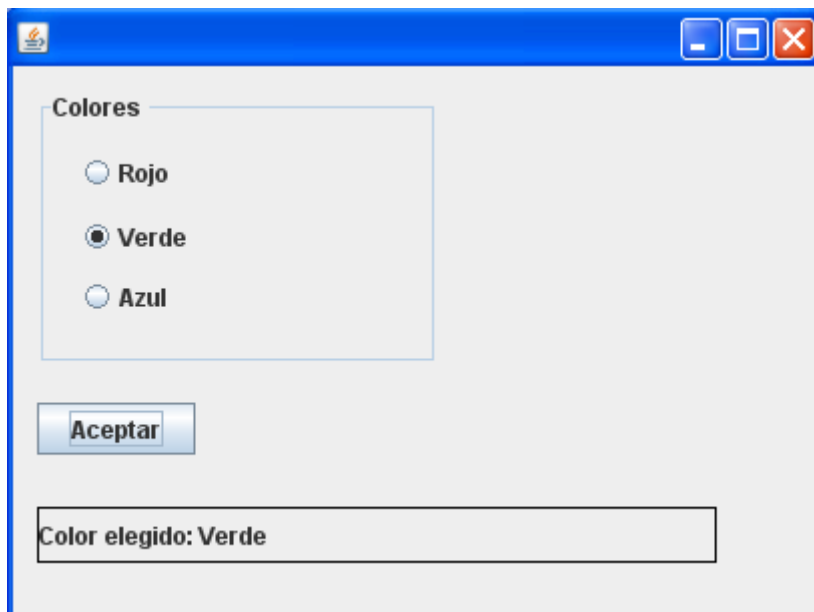 Colores
Rojo
Verde
Azul
Aceptar
Color elegido: Verde